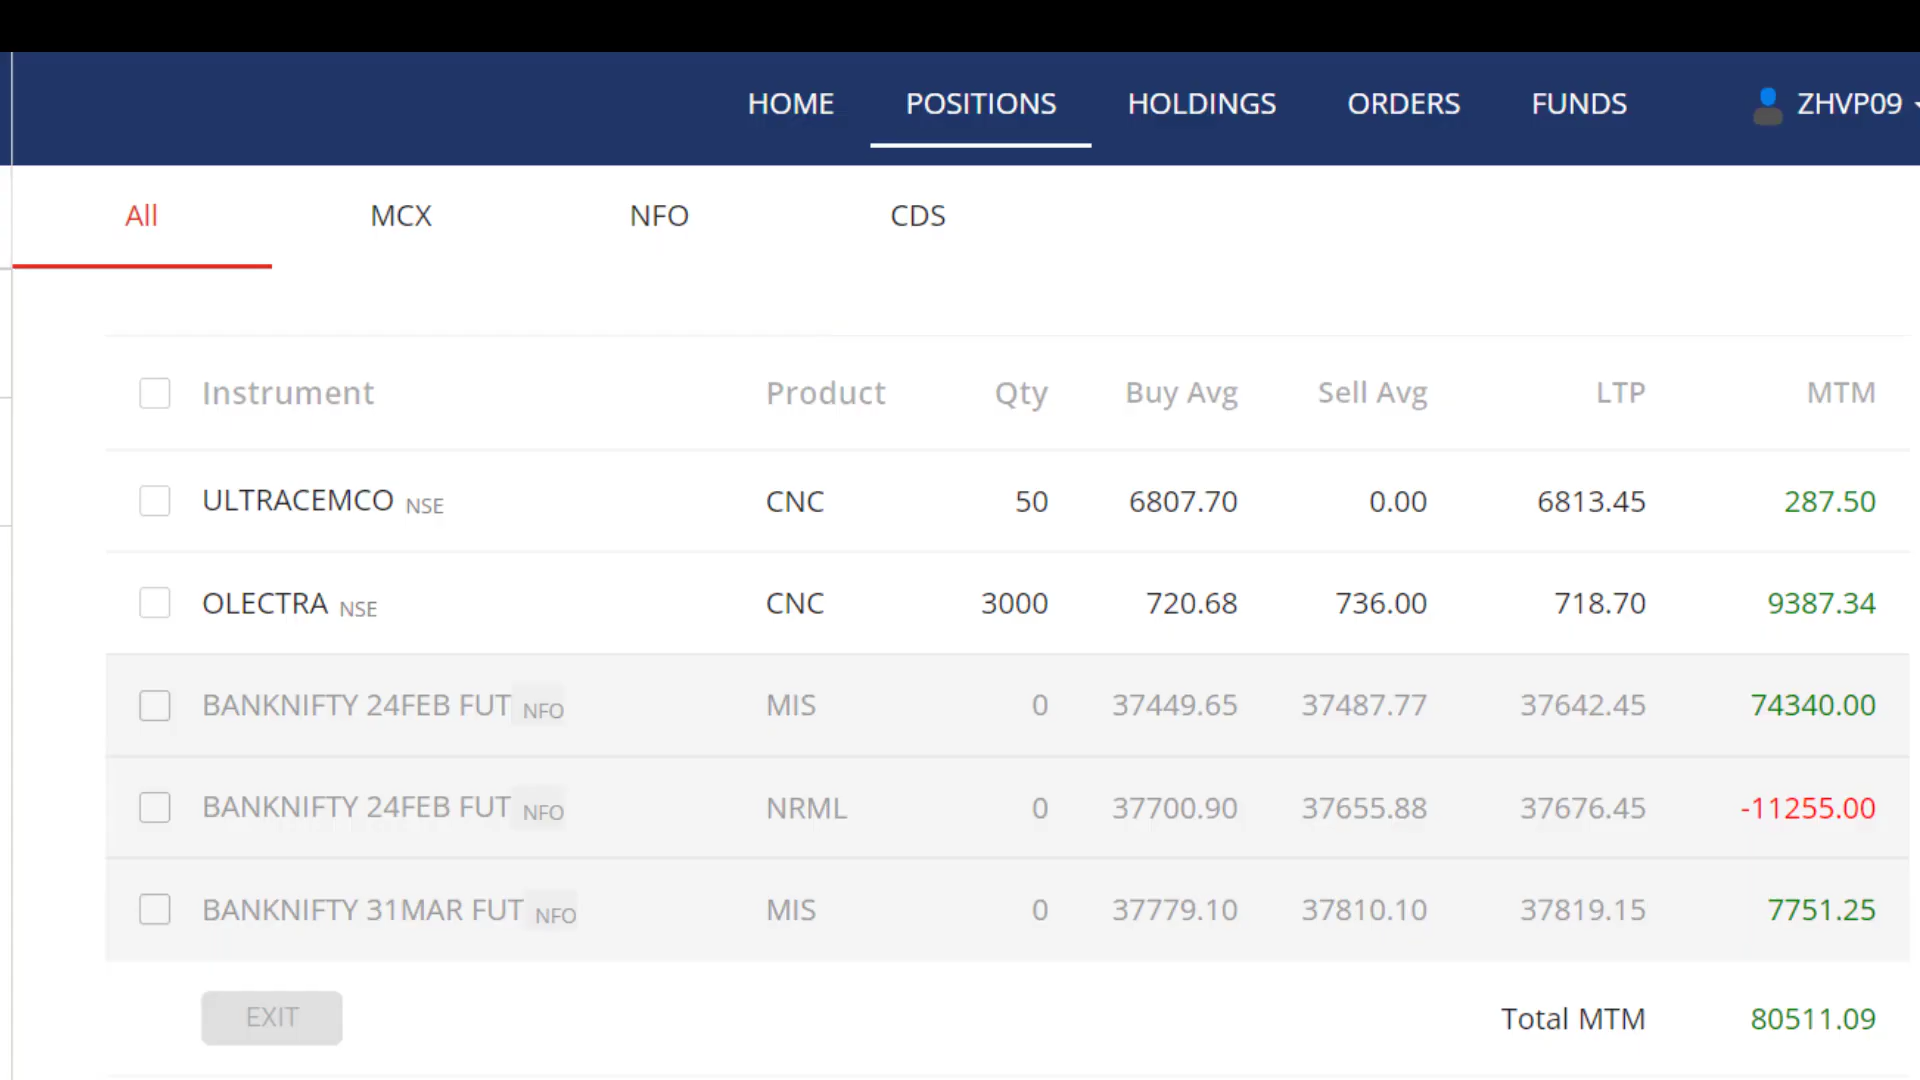 HOME POSITIONS HOLDINGS ORDERS FUNDS ZHVP09
All MCX NFO CDS
Instrument Product Qty Buy Avg Sell Avg LTP MTM
ULTRACEMCO NSE CNC 50 6807.70 0.00 6813.45 287.50
OLECTRA NSE CNC 3000 720.68 736.00 718.70 9387.34
BANKNIFTY 24FEB FUT NFO MIS 0 37449.65 37487.77 37642.45 74340.00
BANKNIFTY 24FEB FUT NFO NRML 0 37700.90 37655.88 37676.45 -11255.00
BANKNIFTY 31MAR FUT NFO MIS 0 37779.10 37810.10 37819.15 7751.25
EXIT Total MTM 80511.09